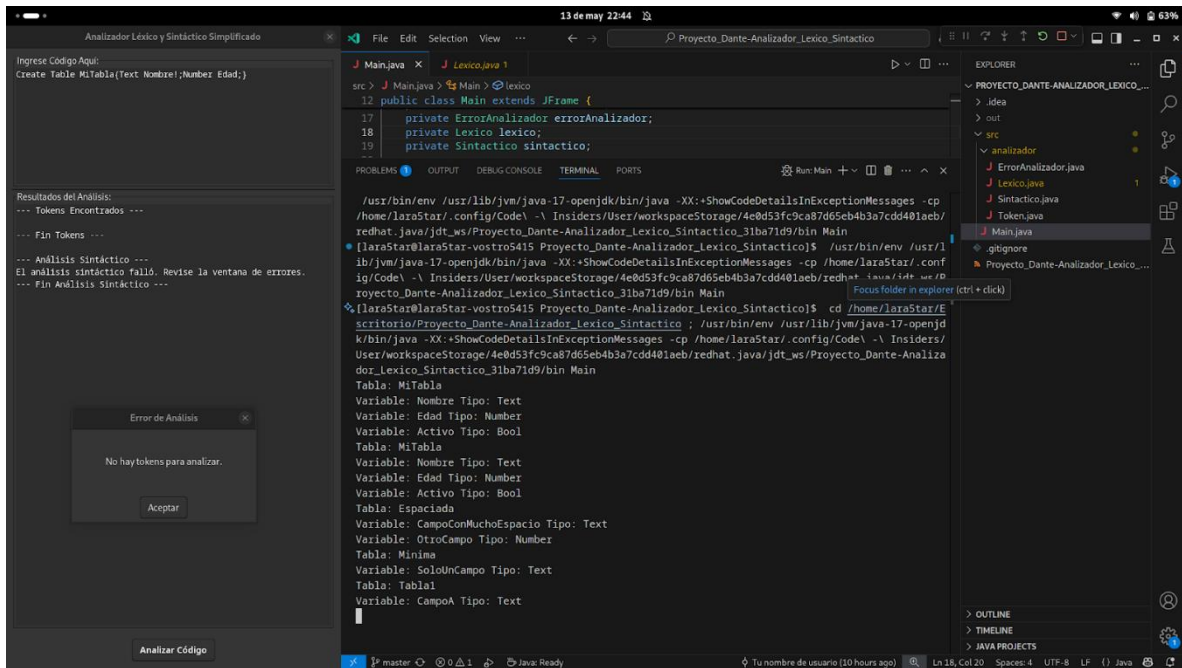 13 de may 22:44
63%
Analizador Léxico y Sintáctico Simplificado
Ingrese Código Aquí:
Create Table MiTabla{Text Nombre!;Number Edad;}
Resultados del Análisis:
--- Tokens Encontrados ---
--- Fin Tokens ---
--- Análisis Sintáctico ---
El análisis sintáctico falló. Revise la ventana de errores.
--- Fin Análisis Sintáctico ---
Error de Análisis
No hay tokens para analizar.
Aceptar
Analizar Código
File Edit Selection View ···
Proyecto_Dante-Analizador_Lexico_Sintactico
J Main.java
J Lexico.java 1
src > J Main.java > Main > lexico
12 public class Main extends JFrame {
17 private ErrorAnalizador errorAnalizador;
18 private Lexico lexico;
19 private Sintactico sintactico;
PROBLEMS 1 OUTPUT DEBUG CONSOLE TERMINAL PORTS
Run: Main
/usr/bin/env /usr/lib/jvm/java-17-openjdk/bin/java -XX:+ShowCodeDetailsInExceptionMessages -cp
/home/lara5tar/.config/Code\ -\ Insiders/User/workspaceStorage/4e0d53fc9ca87d65eb4b3a7cdd401aeb/
redhat.java/jdt_ws/Proyecto_Dante-Analizador_Lexico_Sintactico_31ba71d9/bin Main
[lara5tar@lara5tar-vostro5415 Proyecto_Dante-Analizador_Lexico_Sintactico]$ /usr/bin/env /usr/l
ib/jvm/java-17-openjdk/bin/java -XX:+ShowCodeDetailsInExceptionMessages -cp /home/lara5tar/.conf
ig/Code\ -\ Insiders/User/workspaceStorage/4e0d53fc9ca87d65eb4b3a7cdd401aeb/redhat.java/jdt_ws/P
royecto_Dante-Analizador_Lexico_Sintactico_31ba71d9/bin Main
Focus folder in explorer (ctrl + click)
[lara5tar@lara5tar-vostro5415 Proyecto_Dante-Analizador_Lexico_Sintactico]$ cd /home/lara5tar/E
scritorio/Proyecto_Dante-Analizador_Lexico_Sintactico ; /usr/bin/env /usr/lib/jvm/java-17-openjd
k/bin/java -XX:+ShowCodeDetailsInExceptionMessages -cp /home/lara5tar/.config/Code\ -\ Insiders/
User/workspaceStorage/4e0d53fc9ca87d65eb4b3a7cdd401aeb/redhat.java/jdt_ws/Proyecto_Dante-Analiza
dor_Lexico_Sintactico_31ba71d9/bin Main
Tabla: MiTabla
Variable: Nombre Tipo: Text
Variable: Edad Tipo: Number
Variable: Activo Tipo: Bool
Tabla: MiTabla
Variable: Nombre Tipo: Text
Variable: Edad Tipo: Number
Variable: Activo Tipo: Bool
Tabla: Espaciada
Variable: CampoConMuchoEspacio Tipo: Text
Variable: OtroCampo Tipo: Number
Tabla: Minima
Variable: SoloUnCampo Tipo: Text
Tabla: Tabla1
Variable: CampoA Tipo: Text
EXPLORER ···
PROYECTO_DANTE-ANALIZADOR_LEXICO_...
> .idea
> out
src
analizador
J ErrorAnalizador.java
J Lexico.java 1
J Sintactico.java
J Token.java
J Main.java
.gitignore
Proyecto_Dante-Analizador_Lexico_...
> OUTLINE
> TIMELINE
> JAVA PROJECTS
master
0 1
Java: Ready
Tu nombre de usuario (10 hours ago)
Ln 18, Col 20 Spaces: 4 UTF-8 LF {} Java